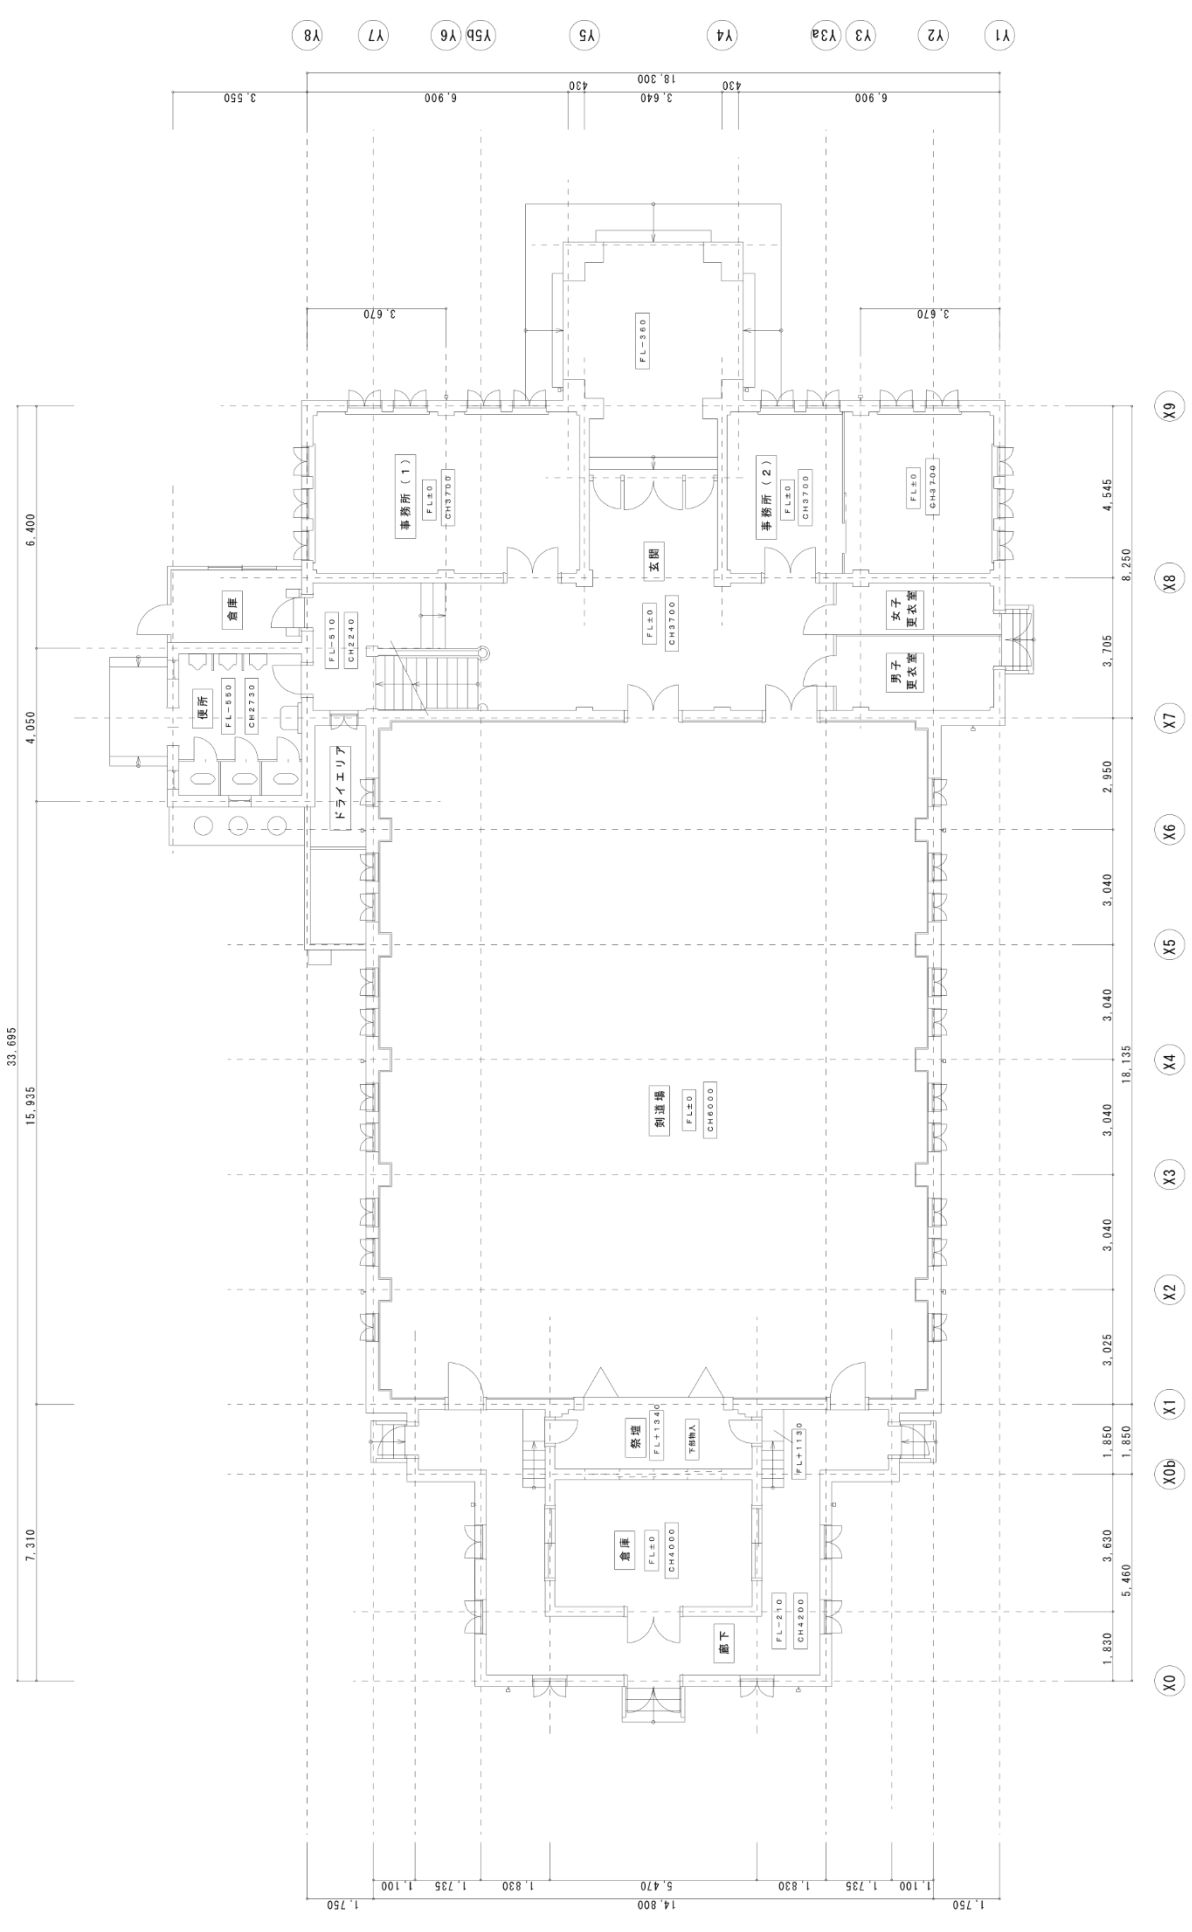 Y8
Y7
Y6
Y5b
Y5
Y4
Y3a
Y3
Y2
Y1
18,300
3,550
6,900
430
3,640
430
6,900
3,670
3,670
FL-360
X9
X8
X7
X6
X5
X4
X3
X2
X1
X0b
X0
33,695
6,400
4,050
15,935
7,310
4,545
3,705
8,250
2,950
3,040
3,040
3,040
3,040
3,025
18,135
1,850
1,850
3,630
1,830
5,460
事務所(1)
FL±0
CH3700
事務所(2)
FL±0
CH3700
FL±0
CH3700
玄関
FL±0
CH3700
倉庫
FL-510
CH2240
女子
更衣室
男子
更衣室
便所
FL-550
CH2730
ドライエリア
剣道場
FL±0
CH6000
祭壇
FL+1340
下部物入
FL+1130
倉庫
FL±0
CH4000
廊下
FL-210
CH4200
1,100
1,735
1,830
5,470
1,830
1,735
1,100
1,750
14,800
1,750